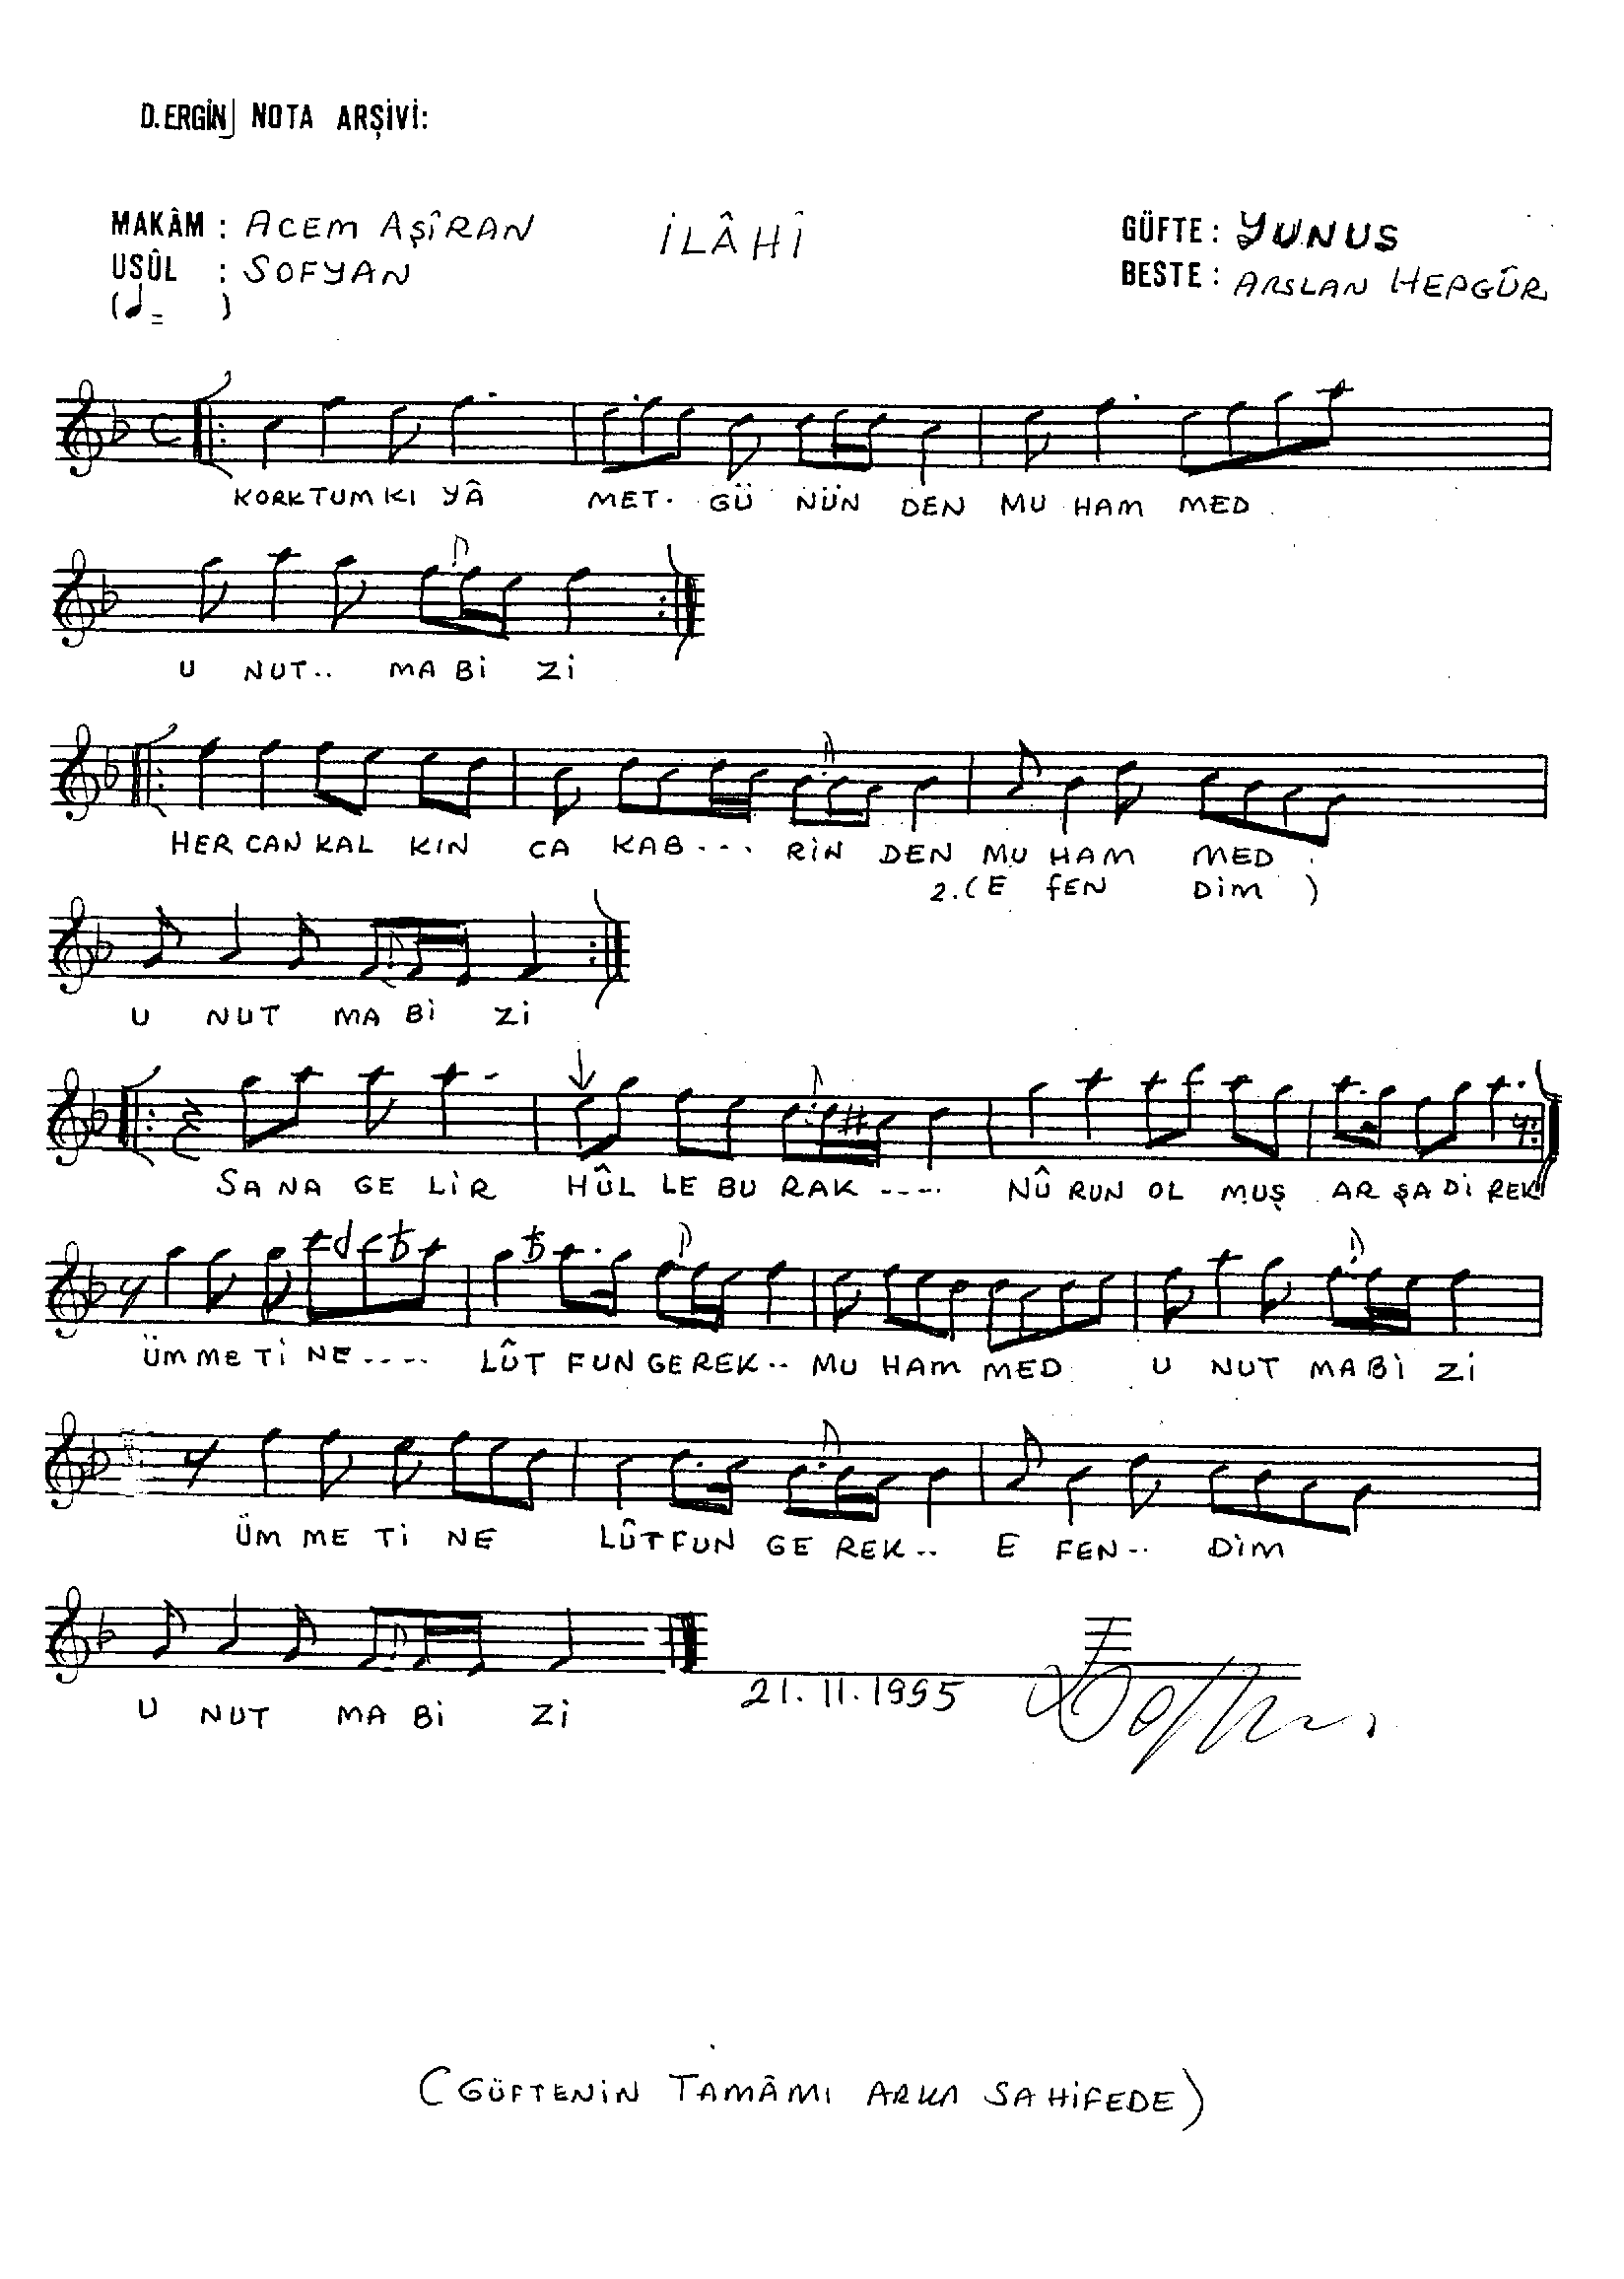 D.ERGİN NOTA ARŞİVİ:
MAKÂM : ACEM AŞÎRAN
İLÂHÎ
GÜFTE: YUNUS
USÛL : SOFYAN
BESTE: ARSLAN HEPGÜR
( = )
KORKTUM KI YÂ MET. GÜ NÜN DEN MU HAM MED
U NUT.. MA Bİ Zİ
HER CAN KAL KIN CA KAB.... RİN DEN MU HAM MED
2.(E FEN DİM )
U NUT MA Bİ Zİ
SA NA GE LİR HÛL LE BU RAK ---- NÛ RUN OL MUŞ AR ŞA Dİ REK
ÜM ME Tİ NE..... LÛT FUN GE REK.. MU HAM MED U NUT MA Bİ Zİ
ÜM ME Tİ NE LÛT FUN GE REK.. E FEN.. DİM
U NUT MA Bİ Zİ
21.11.1995
(GÜFTENİN TAMÂMI ARKA SAHİFEDE)